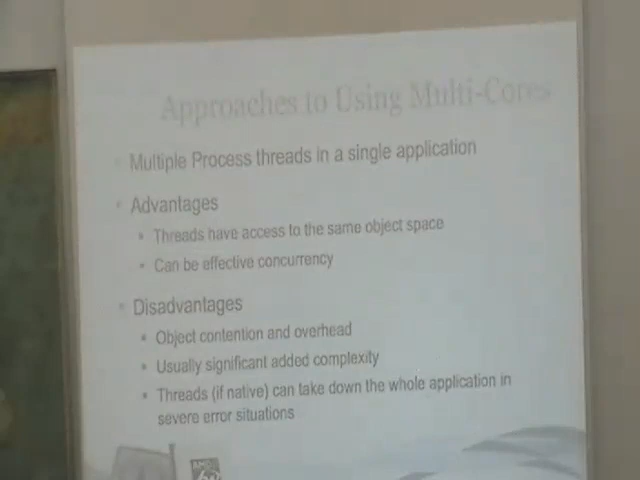 Approaches to Using Multi-Cores
Multiple Process threads in a single application
Advantages
Threads have access to the same object space
Can be effective concurrency
Disadvantages
Object contention and overhead
Usually significant added complexity
Threads (if native) can take down the whole application in
severe error situations